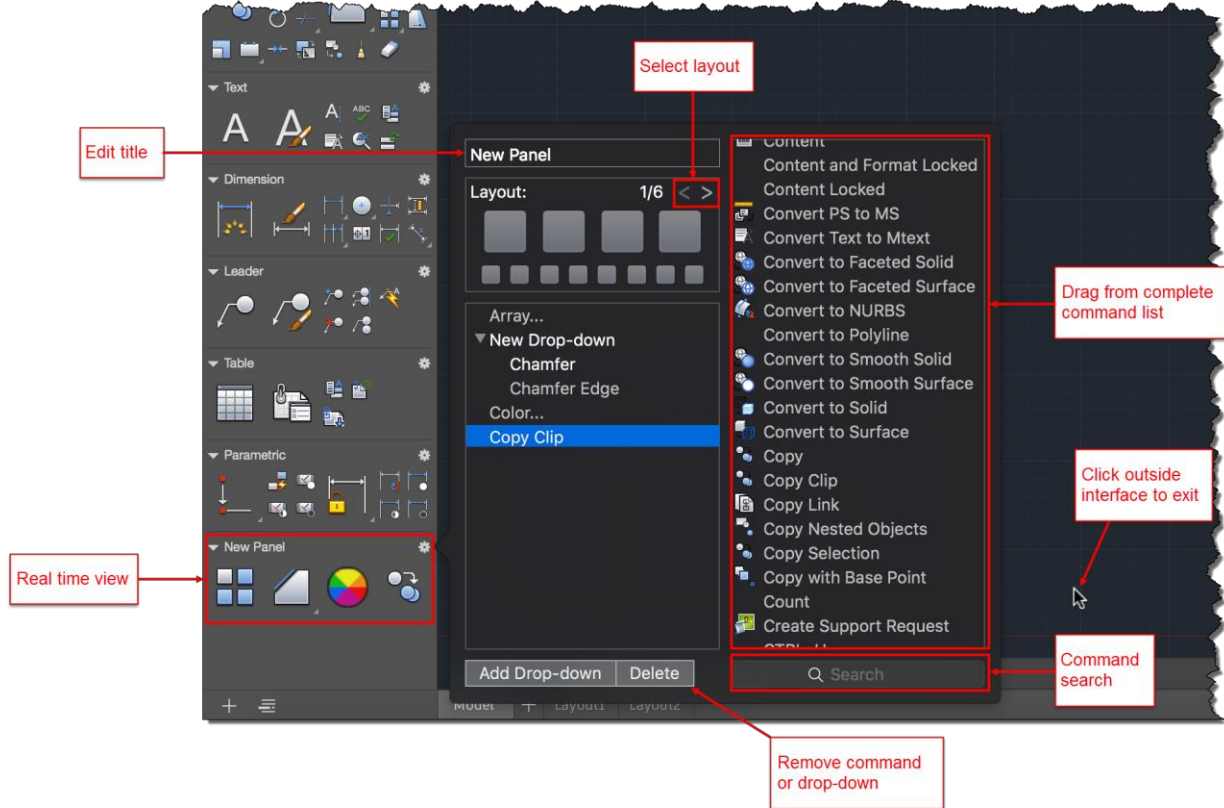 Select layout
Text
Edit title
New Panel
Content
Content and Format Locked
Layout: 1/6 < >
Content Locked
Dimension
Convert PS to MS
Convert Text to Mtext
Convert to Faceted Solid
Leader
Convert to Faceted Surface
Drag from complete
command list
Array...
Convert to NURBS
New Drop-down
Convert to Polyline
Table
Chamfer
Convert to Smooth Solid
Chamfer Edge
Convert to Smooth Surface
Color...
Convert to Solid
Copy Clip
Convert to Surface
Parametric
Copy
Copy Clip
Click outside
interface to exit
Copy Link
Copy Nested Objects
New Panel
Copy Selection
Real time view
Copy with Base Point
Count
Create Support Request
Add Drop-down Delete
Search
Command
search
Model + Layout1 Layout2
Remove command
or drop-down